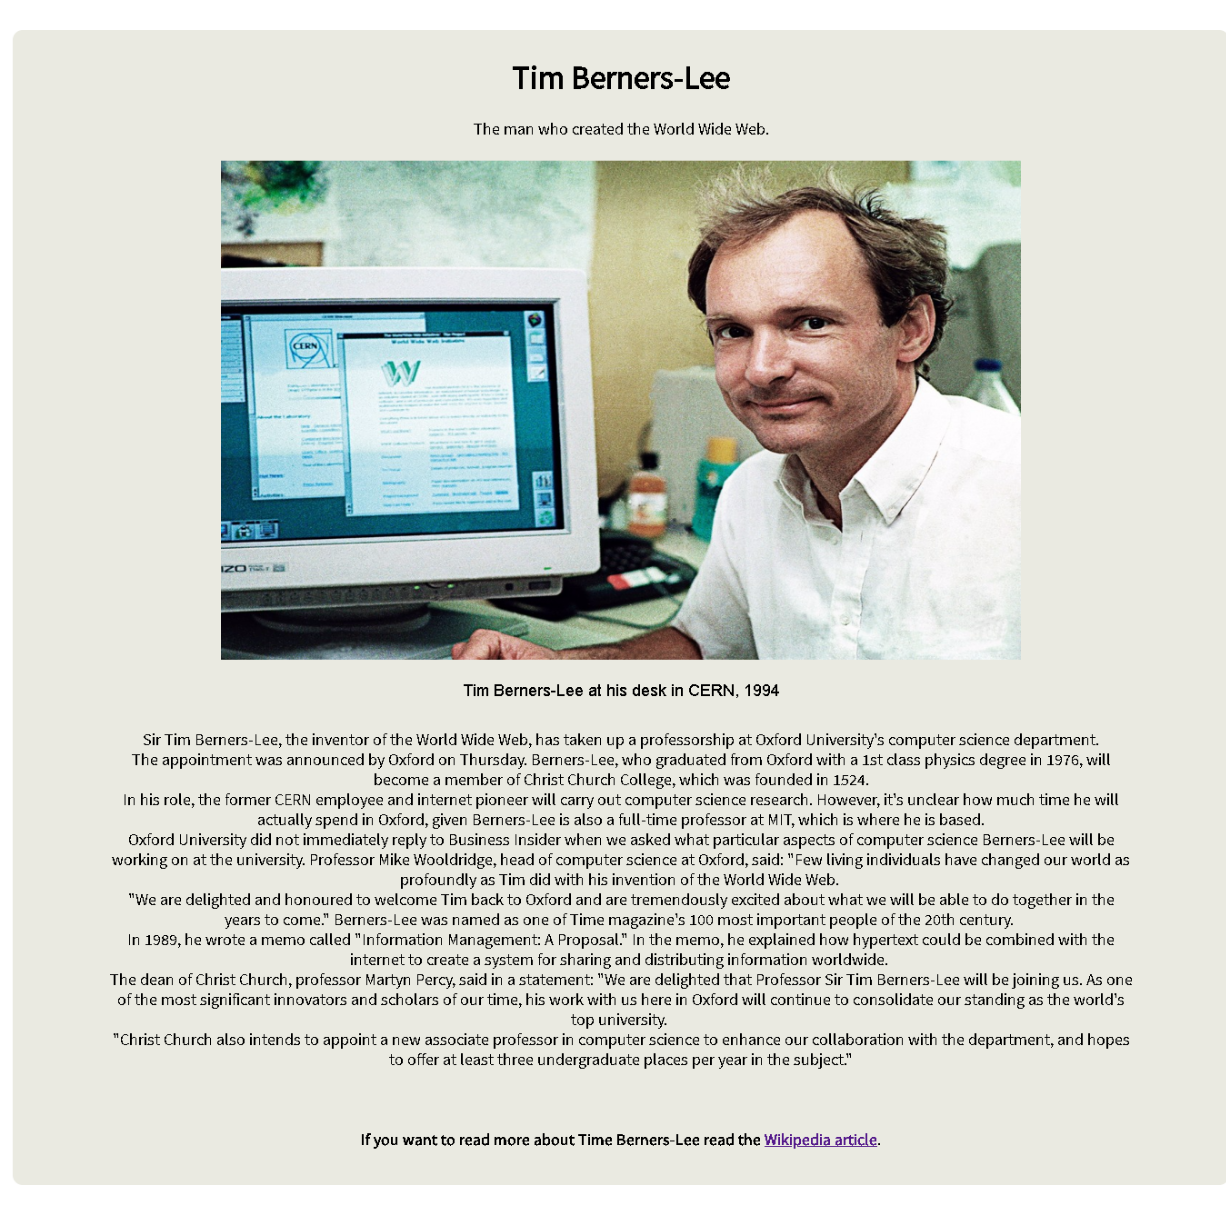 Tim Berners-Lee
The man who created the World Wide Web.
CERN
World Wide Web Initiative
W
Tim Berners-Lee at his desk in CERN, 1994
Sir Tim Berners-Lee, the inventor of the World Wide Web, has taken up a professorship at Oxford University's computer science department.
The appointment was announced by Oxford on Thursday. Berners-Lee, who graduated from Oxford with a 1st class physics degree in 1976, will
become a member of Christ Church College, which was founded in 1524.
In his role, the former CERN employee and internet pioneer will carry out computer science research. However, it's unclear how much time he will
actually spend in Oxford, given Berners-Lee is also a full-time professor at MIT, which is where he is based.
Oxford University did not immediately reply to Business Insider when we asked what particular aspects of computer science Berners-Lee will be
working on at the university. Professor Mike Wooldridge, head of computer science at Oxford, said: "Few living individuals have changed our world as
profoundly as Tim did with his invention of the World Wide Web.
"We are delighted and honoured to welcome Tim back to Oxford and are tremendously excited about what we will be able to do together in the
years to come." Berners-Lee was named as one of Time magazine's 100 most important people of the 20th century.
In 1989, he wrote a memo called "Information Management: A Proposal." In the memo, he explained how hypertext could be combined with the
internet to create a system for sharing and distributing information worldwide.
The dean of Christ Church, professor Martyn Percy, said in a statement: "We are delighted that Professor Sir Tim Berners-Lee will be joining us. As one
of the most significant innovators and scholars of our time, his work with us here in Oxford will continue to consolidate our standing as the world's
top university.
"Christ Church also intends to appoint a new associate professor in computer science to enhance our collaboration with the department, and hopes
to offer at least three undergraduate places per year in the subject."
If you want to read more about Time Berners-Lee read the Wikipedia article.